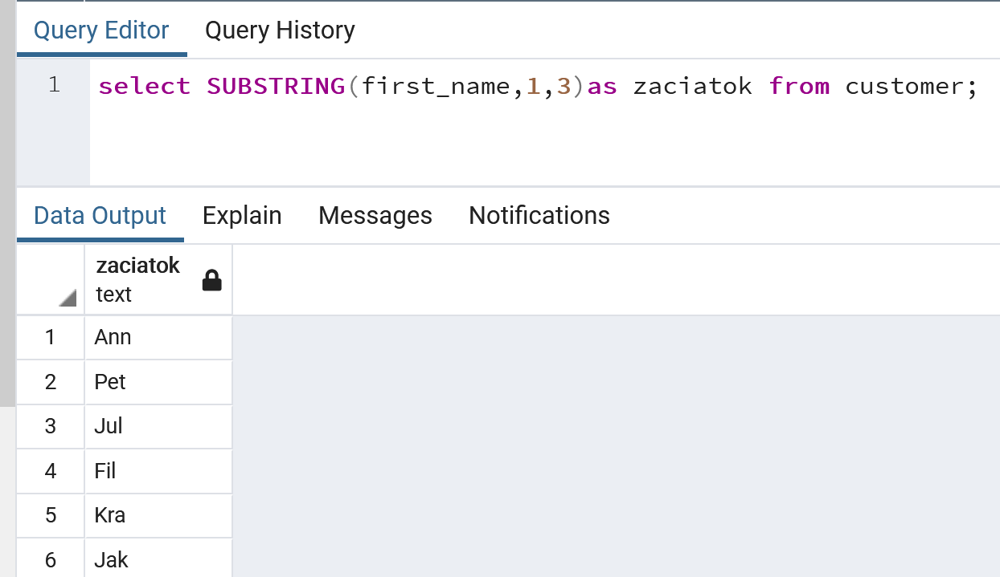 Query Editor Query History
1 select SUBSTRING(first_name,1,3)as zaciatok from customer;
Data Output Explain Messages Notifications
zaciatok
text
1 Ann
2 Pet
3 Jul
4 Fil
5 Kra
6 Jak